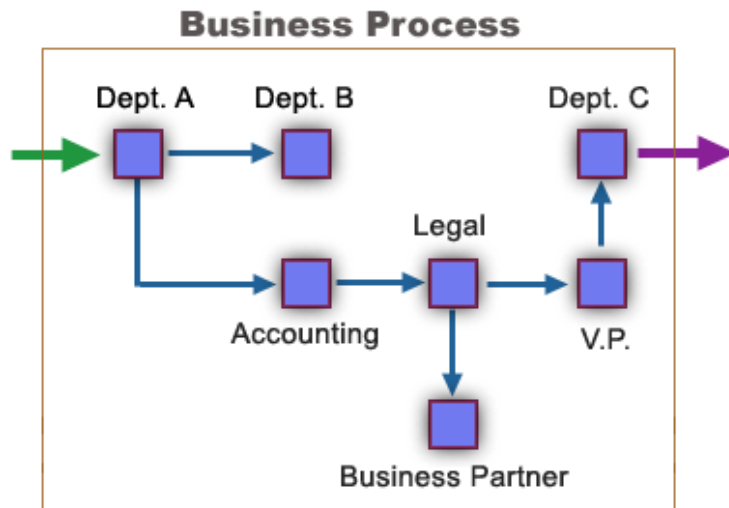 Business Process
Dept. A
Dept. B
Dept. C
Legal
Accounting
V.P.
Business Partner